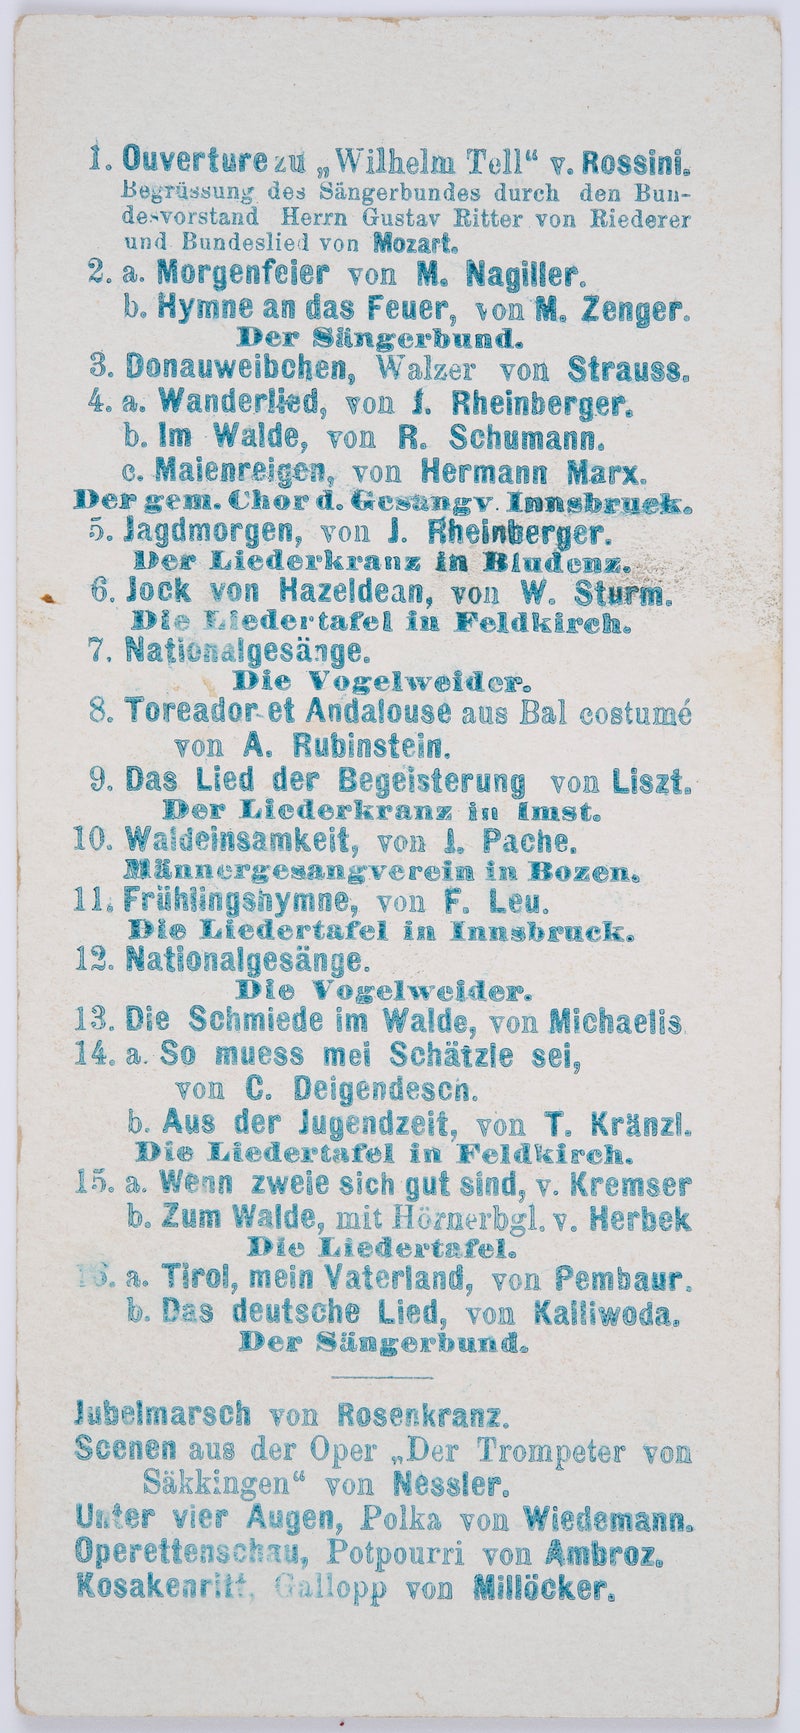 1. Ouverture zu „Wilhelm Tell“ v. Rossini.
Begrüssung des Sängerbundes durch den Bun-
desvorstand Herrn Gustav Ritter von Riederer
und Bundeslied von Mozart.
2. a. Morgenfeier von M. Nagiller.
b. Hymne an das Feuer, von M. Zenger.
Der Sängerbund.
3. Donauweibchen, Walzer von Strauss.
4. a. Wanderlied, von J. Rheinberger.
b. Im Walde, von R. Schumann.
c. Maienreigen, von Hermann Marx.
Der gem. Chor d. Gesangv. Innsbruck.
5. Jagdmorgen, von J. Rheinberger.
Der Liederkranz in Bludenz.
6. Jock von Hazeldean, von W. Sturm.
Die Liedertafel in Feldkirch.
7. Nationalgesänge.
Die Vogelweider.
8. Toreador et Andalouse aus Bal costumé
von A. Rubinstein.
9. Das Lied der Begeisterung von Liszt.
Der Liederkranz in Imst.
10. Waldeinsamkeit, von J. Pache.
Männergesangverein in Bozen.
11. Frühlingshymne, von F. Leu.
Die Liedertafel in Innsbruck.
12. Nationalgesänge.
Die Vogelweider.
13. Die Schmiede im Walde, von Michaelis
14. a. So muess mei Schätzle sei,
von C. Deigendesch.
b. Aus der Jugendzeit, von T. Kränzl.
Die Liedertafel in Feldkirch.
15. a. Wenn zweie sich gut sind, v. Kremser
b. Zum Walde, mit Hörnerbgl. v. Herbek
Die Liedertafel.
16. a. Tirol, mein Vaterland, von Pembaur.
b. Das deutsche Lied, von Kalliwoda.
Der Sängerbund.
Jubelmarsch von Rosenkranz.
Scenen aus der Oper „Der Trompeter von
Säkkingen“ von Nessler.
Unter vier Augen, Polka von Wiedemann.
Operettenschau, Potpourri von Ambroz.
Kosakenritt, Gallopp von Millöcker.